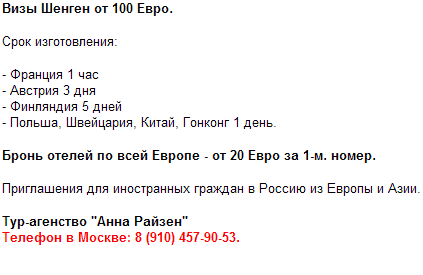 Визы Шенген от 100 Евро.
Срок изготовления:
- Франция 1 час
- Австрия 3 дня
- Финляндия 5 дней
- Польша, Швейцария, Китай, Гонконг 1 день.
Бронь отелей по всей Европе - от 20 Евро за 1-м. номер.
Приглашения для иностранных граждан в Россию из Европы и Азии.
Тур-агенство "Анна Райзен"
Телефон в Москве: 8 (910) 457-90-53.